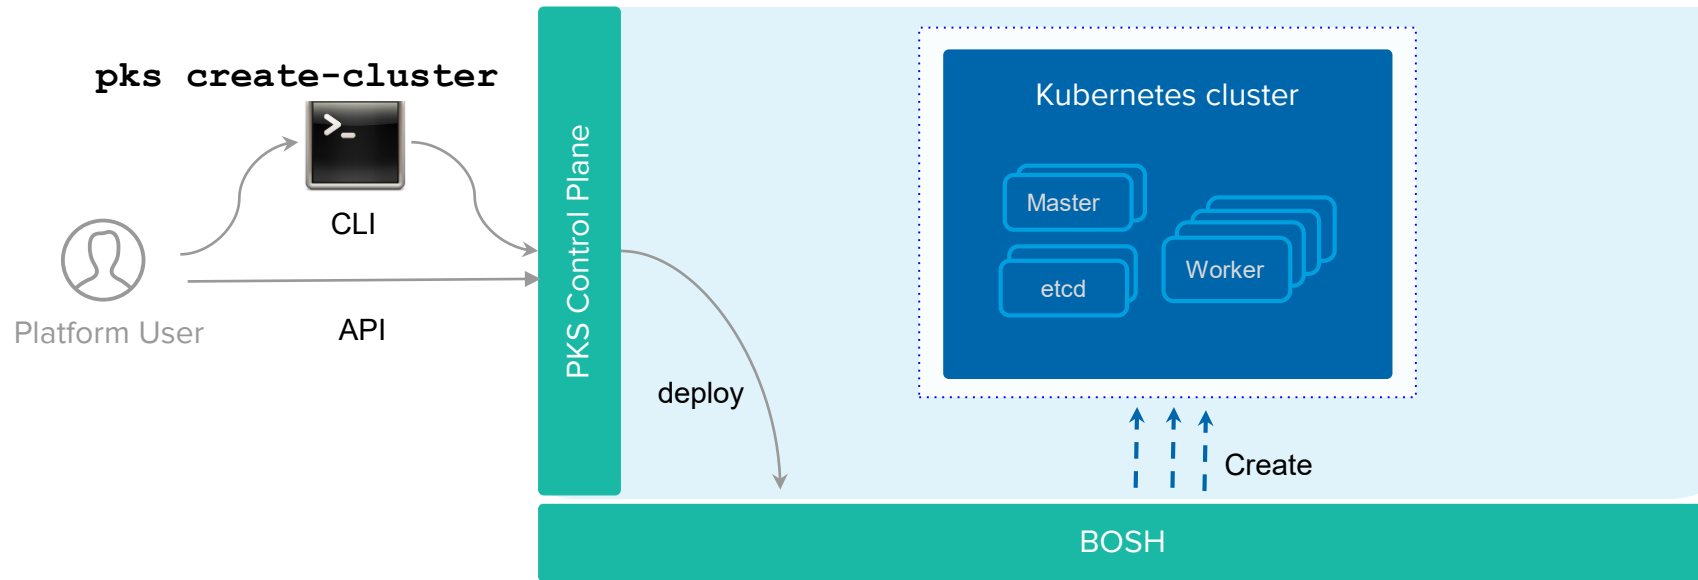 pks create-cluster
>_
CLI
Platform User
API
PKS Control Plane
deploy
Kubernetes cluster
Master
etcd
Worker
Create
BOSH